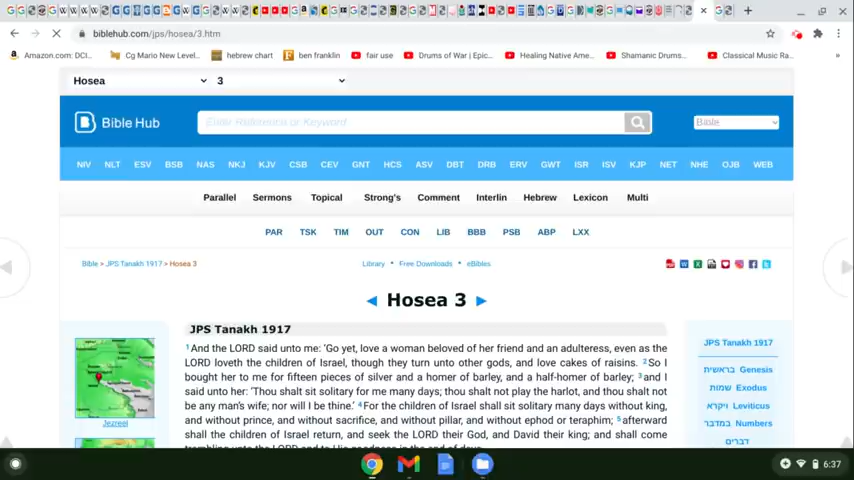 biblehub.com/jps/hosea/3.htm
Amazon.com: DCI... Cg Mario New Level... hebrew chart ben franklin fair use Drums of War | Epic... Healing Native Ame... Shamanic Drums... Classical Music Ra... »
Hosea 3
Bible Hub Enter Reference or Keyword Bible
NIV NLT ESV BSB NAS NKJ KJV CSB CEV GNT HCS ASV DBT DRB ERV GWT ISR ISV KJP NET NHE OJB WEB
Parallel Sermons Topical Strong's Comment Interlin Hebrew Lexicon Multi
PAR TSK TIM OUT CON LIB BBB PSB ABP LXX
Bible > JPS Tanakh 1917 > Hosea 3 Library • Free Downloads • eBibles
◄ Hosea 3 ►
JPS Tanakh 1917
1And the LORD said unto me: 'Go yet, love a woman beloved of her friend and an adulteress, even as the
LORD loveth the children of Israel, though they turn unto other gods, and love cakes of raisins. 2So I
bought her to me for fifteen pieces of silver and a homer of barley, and a half-homer of barley; 3and I
said unto her: 'Thou shalt sit solitary for me many days; thou shalt not play the harlot, and thou shalt not
be any man's wife; nor will I be thine.' 4For the children of Israel shall sit solitary many days without king,
and without prince, and without sacrifice, and without pillar, and without ephod or teraphim; 5afterward
shall the children of Israel return, and seek the LORD their God, and David their king; and shall come
Jezreel
JPS Tanakh 1917
בראשית Genesis
שמות Exodus
ויקרא Leviticus
במדבר Numbers
דברים
6:37